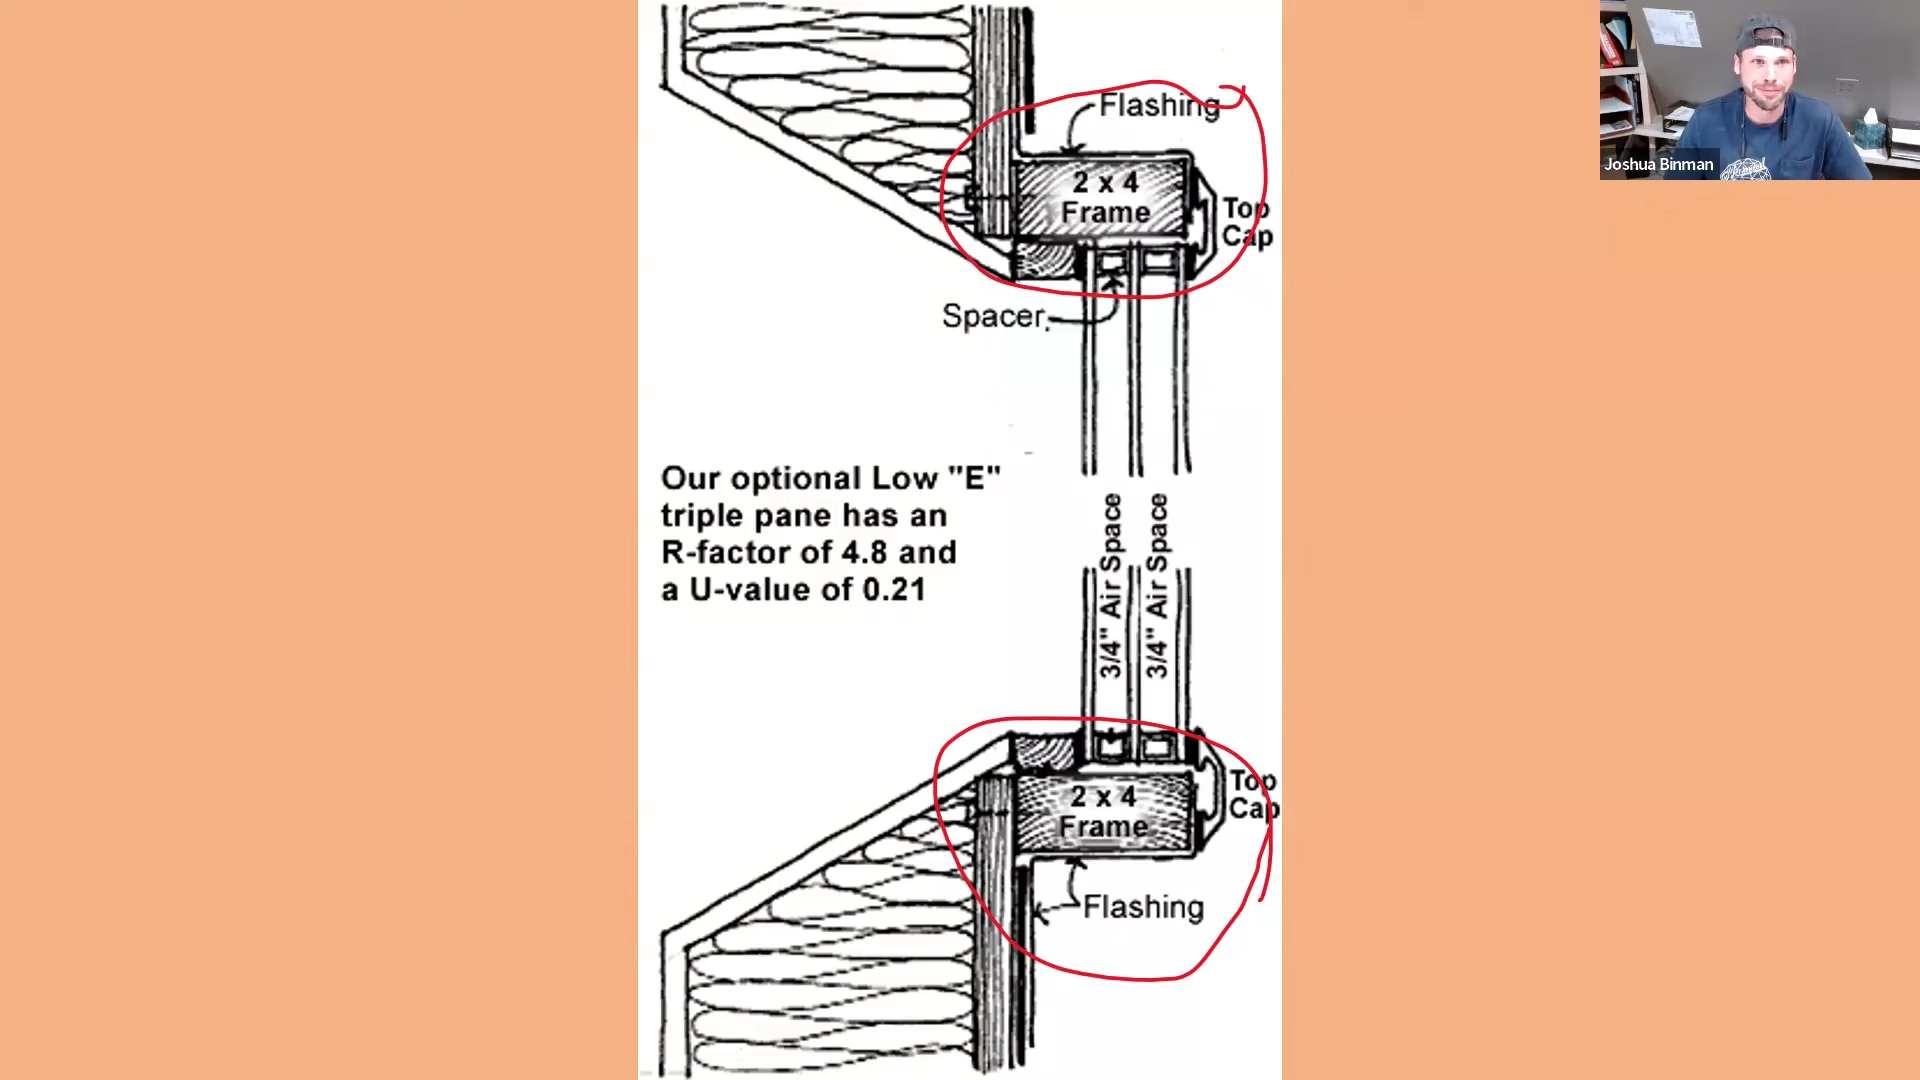 Flashing
2 x 4
Frame
Top
Cap
Spacer
Our optional Low "E"
triple pane has an
R-factor of 4.8 and
a U-value of 0.21
3/4" Air Space
3/4" Air Space
2 x 4
Frame
Top
Cap
Flashing
Joshua Binman